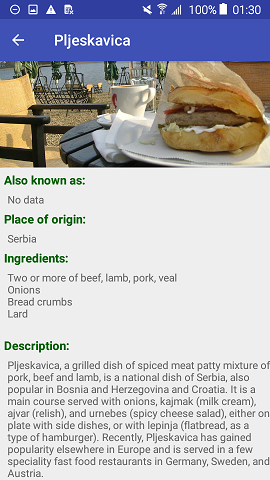 100% 01:30
Pljeskavica
Also known as:
No data
Place of origin:
Serbia
Ingredients:
Two or more of beef, lamb, pork, veal
Onions
Bread crumbs
Lard
Description:
Pljeskavica, a grilled dish of spiced meat patty mixture of
pork, beef and lamb, is a national dish of Serbia, also
popular in Bosnia and Herzegovina and Croatia. It is a
main course served with onions, kajmak (milk cream),
ajvar (relish), and urnebes (spicy cheese salad), either on
plate with side dishes, or with lepinja (flatbread, as a
type of hamburger). Recently, Pljeskavica has gained
popularity elsewhere in Europe and is served in a few
speciality fast food restaurants in Germany, Sweden, and
Austria.